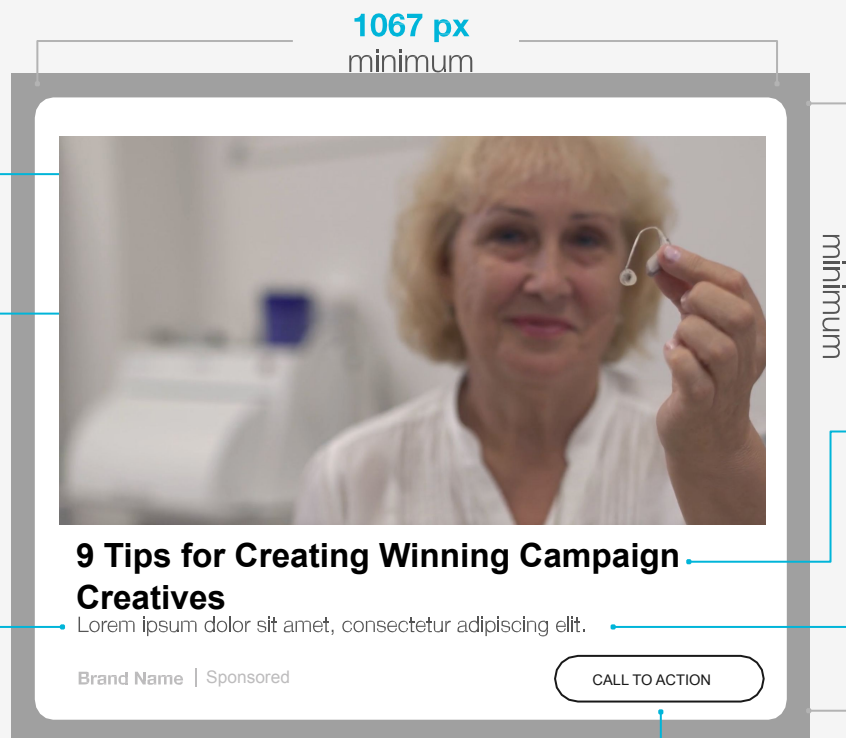 1067 px
minimum
minimum
9 Tips for Creating Winning Campaign
Creatives
Lorem ipsum dolor sit amet, consectetur adipiscing elit.
Brand Name | Sponsored
CALL TO ACTION